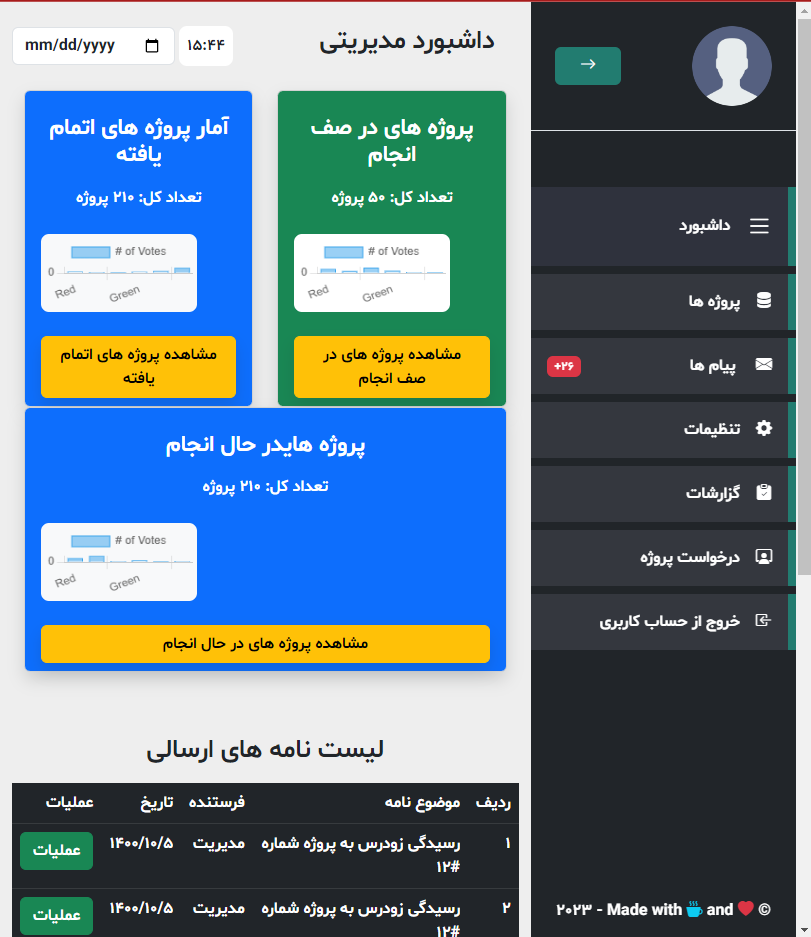 داشبورد مدیریتی
۱۵:۴۴
mm/dd/yyyy
داشبورد
پروژه ها
پیام ها
+۲۶
تنظیمات
گزارشات
درخواست پروژه
خروج از حساب کاربری
پروژه های در صف
انجام
تعداد کل: ۵۰ پروژه
# of Votes
0
Red
Green
مشاهده پروژه های در
صف انجام
آمار پروژه های اتمام
یافته
تعداد کل: ۲۱۰ پروژه
# of Votes
0
Red
Green
مشاهده پروژه های اتمام
یافته
پروژه هایدر حال انجام
تعداد کل: ۲۱۰ پروژه
# of Votes
0
Red
Green
مشاهده پروژه های در حال انجام
لیست نامه های ارسالی
ردیف موضوع نامه فرستنده تاریخ عملیات
۱ رسیدگی زودرس به پروژه شماره مدیریت ۱۴۰۰/۱۰/۵ عملیات
#۱۲
۲ رسیدگی زودرس به پروژه شماره مدیریت ۱۴۰۰/۱۰/۵ عملیات
#۱۲
۲۰۲۳ - Made with and ©